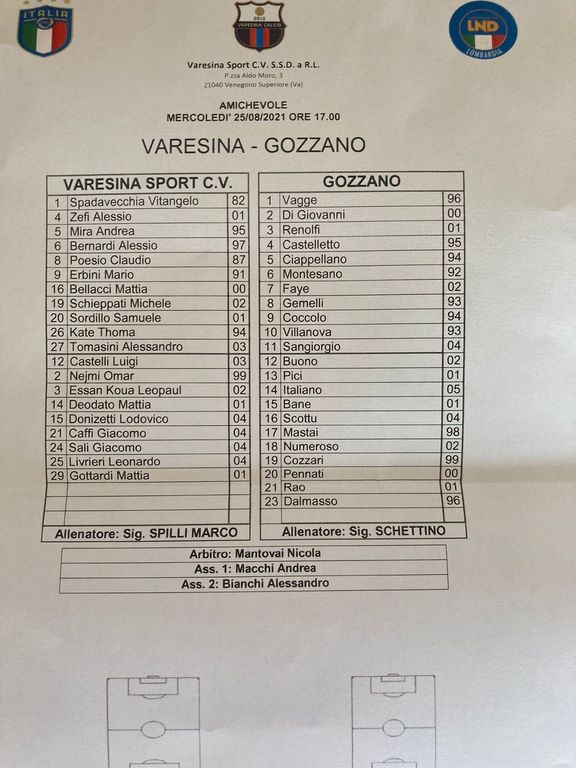 ITALIA
2010
VARESINA CALCIO
LND
LOMBARDIA
Varesina Sport C.V. S.S.D. a R.L.
P.zza Aldo Moro, 3
21040 Venegono Superiore (Va)
AMICHEVOLE
MERCOLEDI' 25/08/2021 ORE 17.00
VARESINA - GOZZANO
VARESINA SPORT C.V.
1 Spadavecchia Vitangelo 82
4 Zefi Alessio 01
5 Mira Andrea 95
6 Bernardi Alessio 97
8 Poesio Claudio 87
9 Erbini Mario 91
16 Bellacci Mattia 00
19 Schieppati Michele 02
20 Sordillo Samuele 01
26 Kate Thoma 94
27 Tomasini Alessandro 03
12 Castelli Luigi 03
2 Nejmi Omar 99
3 Essan Koua Leopaul 02
14 Deodato Mattia 01
15 Donizetti Lodovico 04
21 Caffi Giacomo 04
24 Sali Giacomo 04
25 Livrieri Leonardo 04
29 Gottardi Mattia 01
Allenatore: Sig. SPILLI MARCO
GOZZANO
1 Vagge 96
2 Di Giovanni 00
3 Renolfi 01
4 Castelletto 95
5 Ciappellano 94
6 Montesano 92
7 Faye 02
8 Gemelli 93
9 Coccolo 94
10 Villanova 93
11 Sangiorgio 04
12 Buono 02
13 Pici 01
14 Italiano 05
15 Bane 01
16 Scottu 04
17 Mastai 98
18 Numeroso 02
19 Cozzari 99
20 Pennati 00
21 Rao 01
23 Dalmasso 96
Allenatore: Sig. SCHETTINO
Arbitro: Mantovai Nicola
Ass. 1: Macchi Andrea
Ass. 2: Bianchi Alessandro